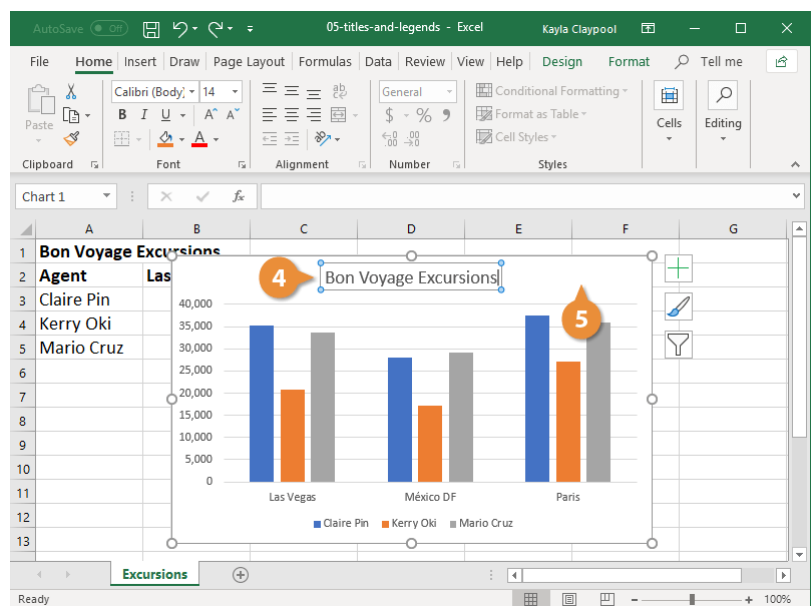 AutoSave Off 05-titles-and-legends - Excel Kayla Claypool
File Home Insert Draw Page Layout Formulas Data Review View Help Design Format Tell me
Paste
Calibri (Body) 14
B I U A A
A
ab
General
$ % 9
.00 .00
Conditional Formatting
Format as Table
Cell Styles
Cells
Editing
Clipboard Font Alignment Number Styles
Chart 1 fx
A B C D E F G
1 Bon Voyage Excursions
2 Agent Las
3 Claire Pin
4 Kerry Oki
5 Mario Cruz
6
7
8
9
10
11
12
13
4 Bon Voyage Excursions
5
40,000
35,000
30,000
25,000
20,000
15,000
10,000
5,000
0
Las Vegas México DF Paris
Claire Pin Kerry Oki Mario Cruz
Excursions
Ready 100%